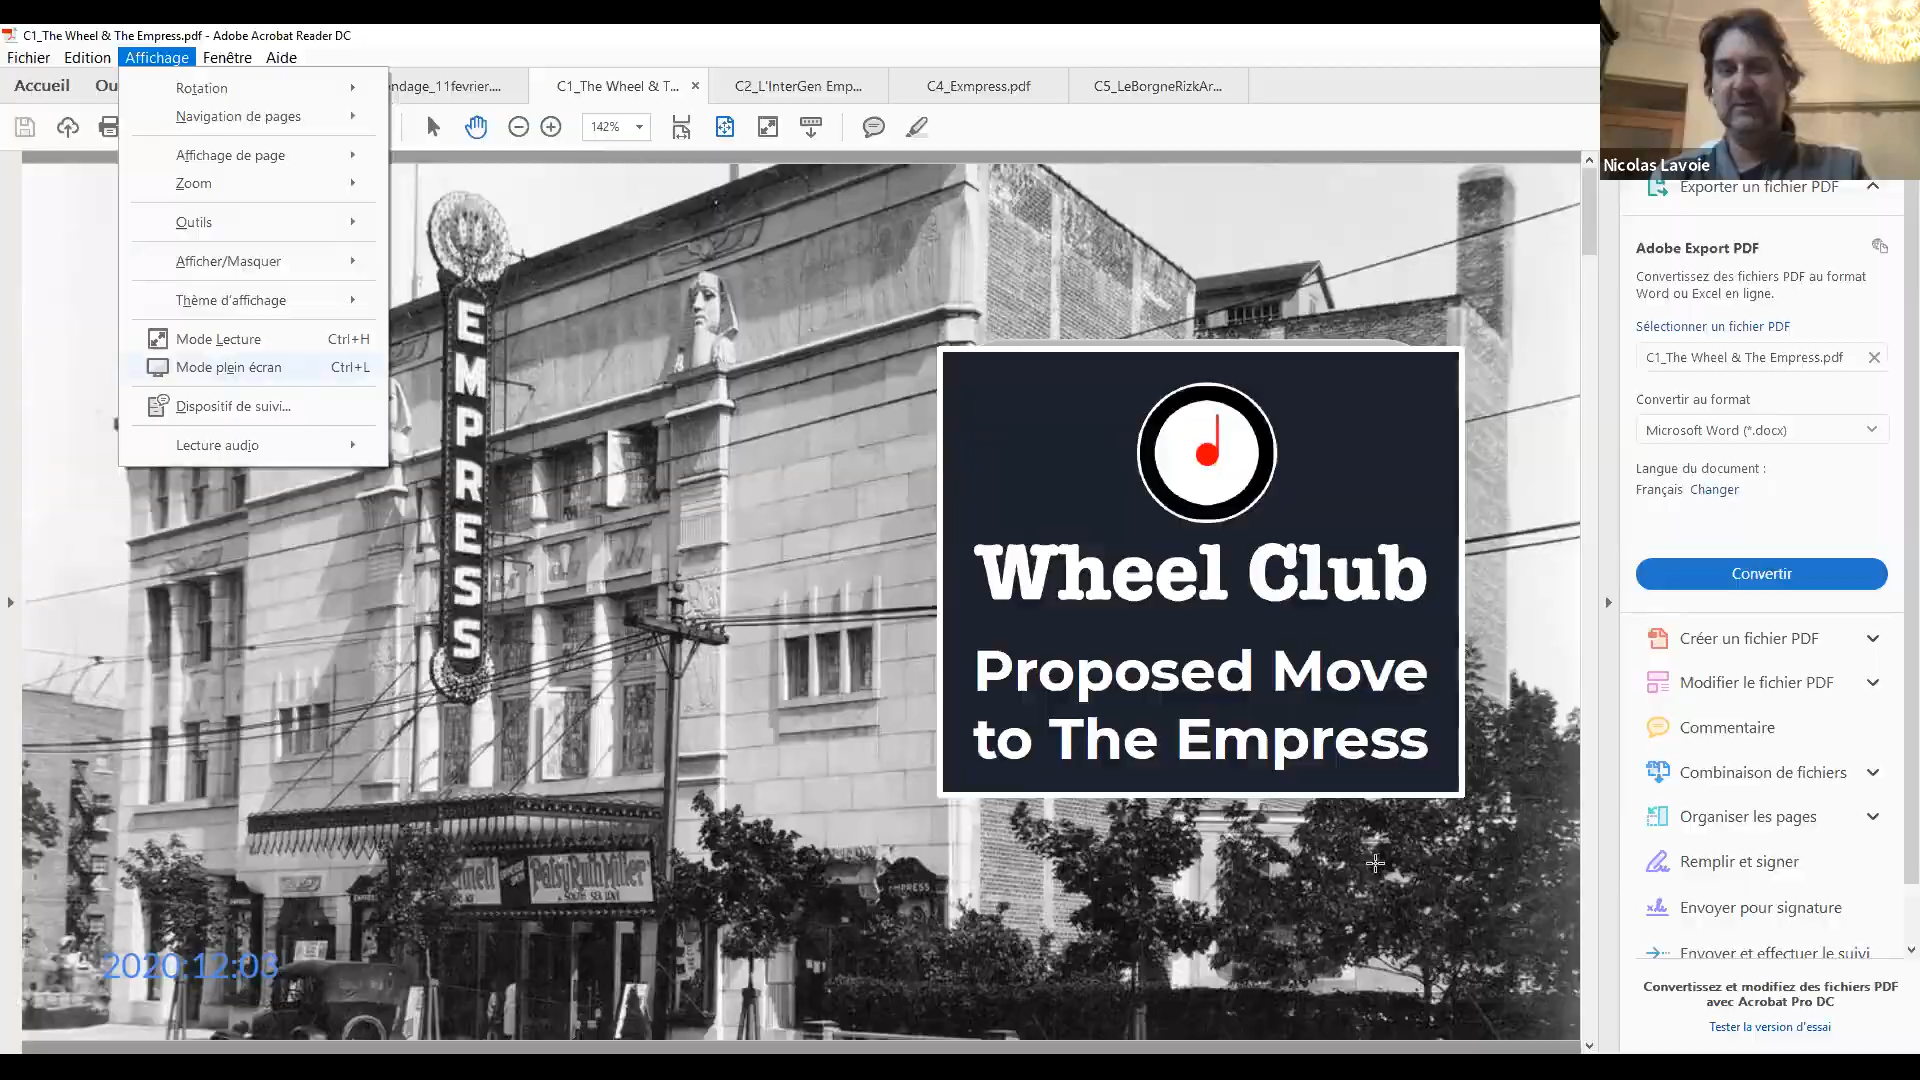 C1_The Wheel & The Empress.pdf - Adobe Acrobat Reader DC
Fichier Edition Affichage Fenêtre Aide
Accueil Ou
ndage_11fevrier....
C1_The Wheel & T...
C2_L'InterGen Emp...
C4_Exmpress.pdf
C5_LeBorgneRizkAr...
142%
Rotation
Navigation de pages
Affichage de page
Zoom
Outils
Afficher/Masquer
Thème d'affichage
Mode Lecture Ctrl+H
Mode plein écran Ctrl+L
Dispositif de suivi...
Lecture audio
EMPRESS
Wheel Club
Proposed Move
to The Empress
Patsy Ruth Miller
EMPRESS
2020:12:03
Nicolas Lavoie
Exporter un fichier PDF
Adobe Export PDF
Convertissez des fichiers PDF au format
Word ou Excel en ligne.
Sélectionner un fichier PDF
C1_The Wheel & The Empress.pdf
Convertir au format
Microsoft Word (*.docx)
Langue du document :
Français Changer
Convertir
Créer un fichier PDF
Modifier le fichier PDF
Commentaire
Combinaison de fichiers
Organiser les pages
Remplir et signer
Envoyer pour signature
Envoyer et effectuer le suivi
Convertissez et modifiez des fichiers PDF
avec Acrobat Pro DC
Tester la version d'essai